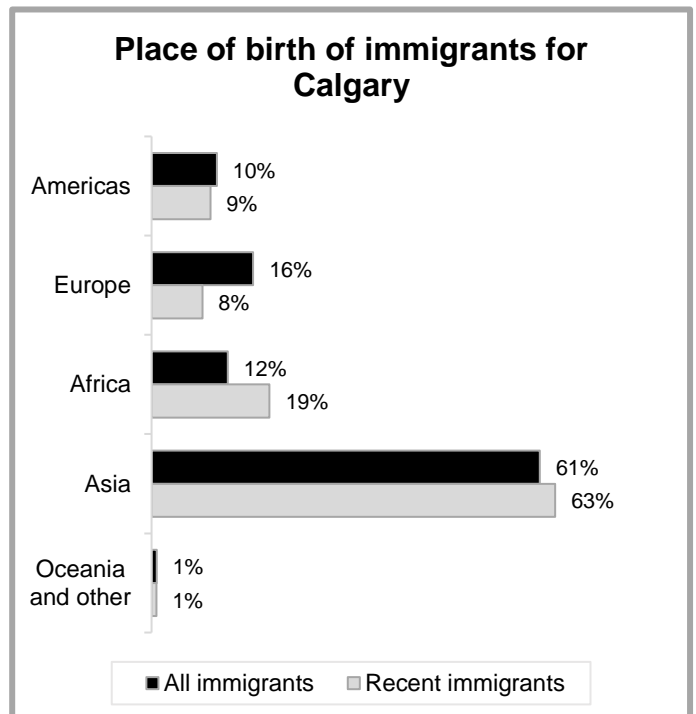 Place of birth of immigrants for
Calgary
Americas
10%
9%
Europe
16%
8%
Africa
12%
19%
Asia
61%
63%
Oceania
and other
1%
1%
All immigrants
Recent immigrants